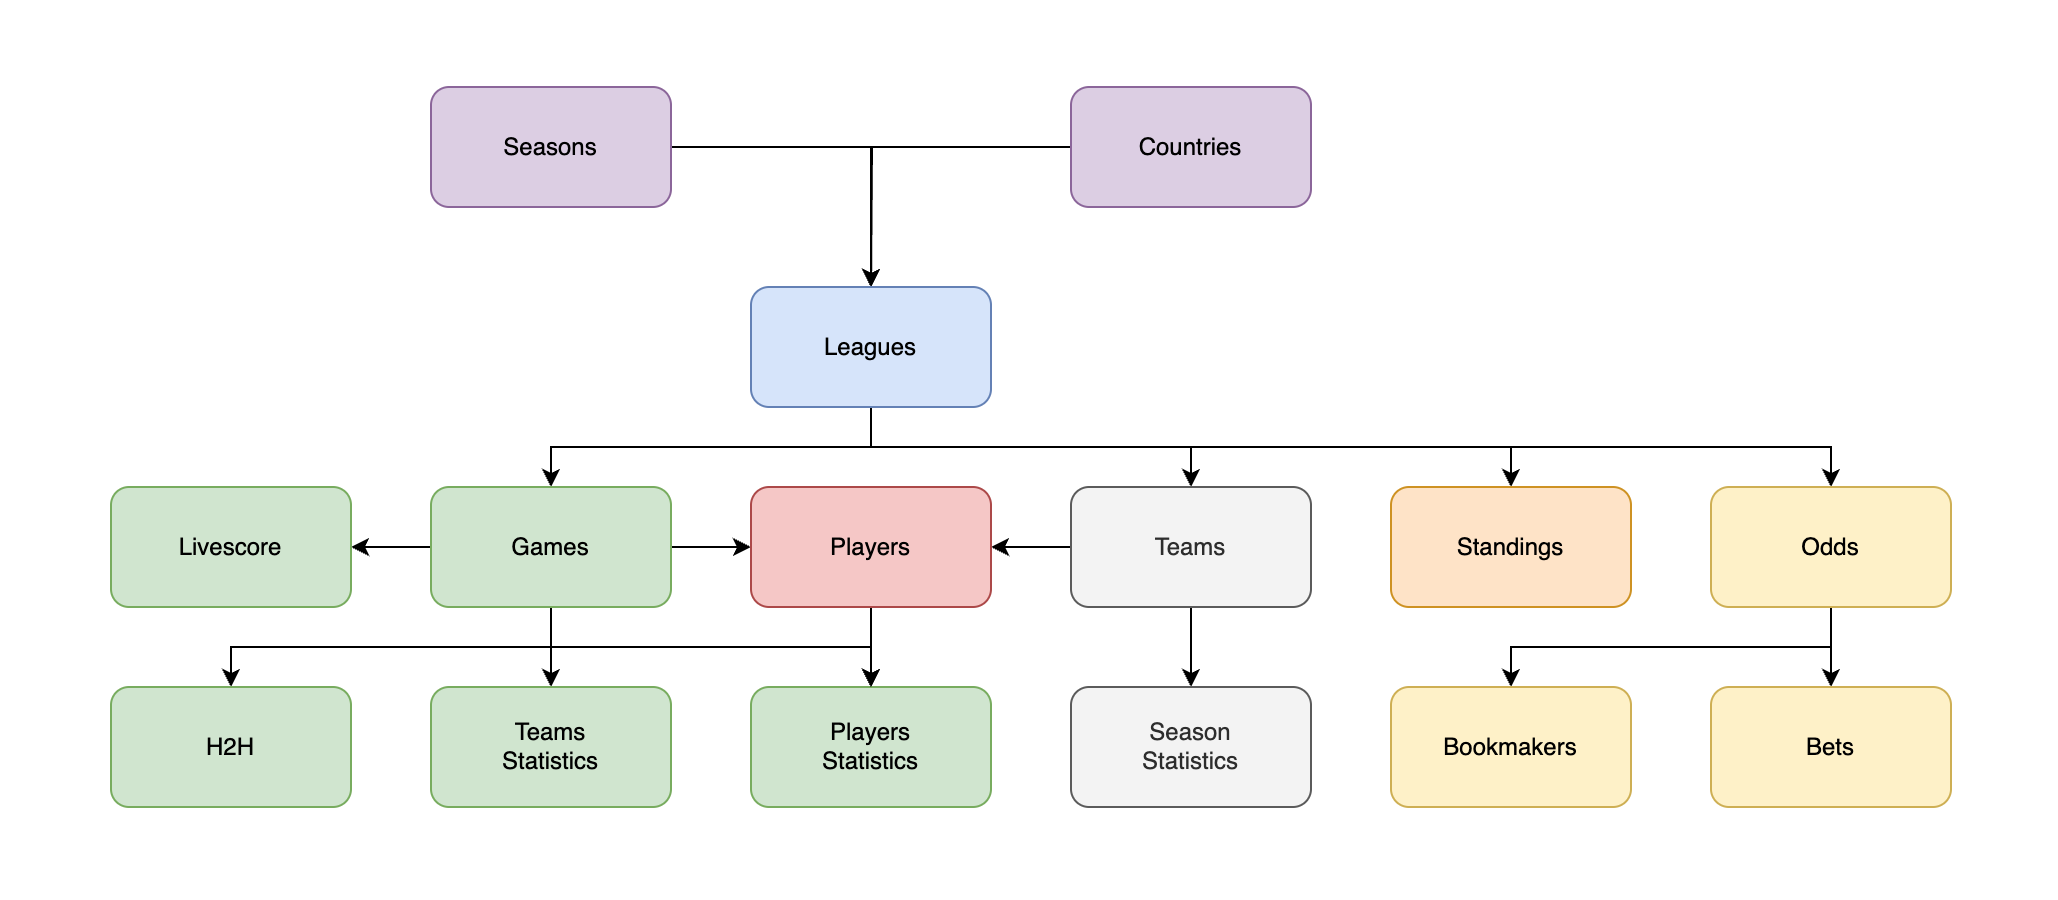 Seasons
Countries
Leagues
Livescore
Games
Players
Teams
Standings
Odds
H2H
Teams
Statistics
Players
Statistics
Season
Statistics
Bookmakers
Bets